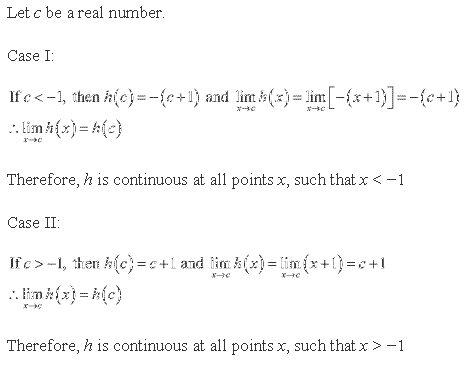 Let c be a real number.
Case I:
If c < −1, then h(c) = −(c+1) and lim x→c h(x) = lim x→c [−(x+1)] = −(c+1)
∴ lim x→c h(x) = h(c)
Therefore, h is continuous at all points x, such that x < −1
Case II:
If c > −1, then h(c) = c+1 and lim x→c h(x) = lim x→c (x+1) = c+1
∴ lim x→c h(x) = h(c)
Therefore, h is continuous at all points x, such that x > −1